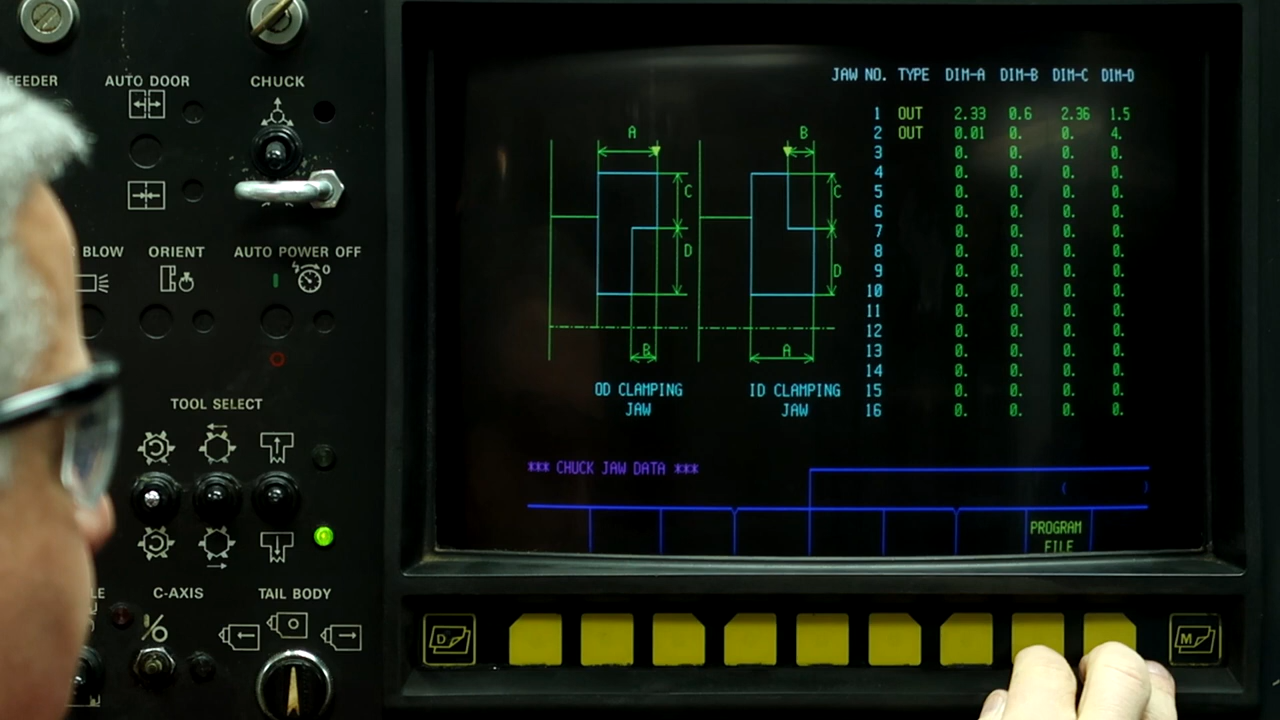 FEEDER
AUTO DOOR
CHUCK
BLOW
ORIENT
AUTO POWER OFF
TOOL SELECT
C-AXIS
TAIL BODY
JAW NO. TYPE DIM-A DIM-B DIM-C DIM-D
1 OUT 2.33 0.6 2.36 1.5
2 OUT 0.01 0. 0. 4.
3 0. 0. 0. 0.
4 0. 0. 0. 0.
5 0. 0. 0. 0.
6 0. 0. 0. 0.
7 0. 0. 0. 0.
8 0. 0. 0. 0.
9 0. 0. 0. 0.
10 0. 0. 0. 0.
11 0. 0. 0. 0.
12 0. 0. 0. 0.
13 0. 0. 0. 0.
14 0. 0. 0. 0.
15 0. 0. 0. 0.
16 0. 0. 0. 0.
A
C
D
B
B
C
D
A
OD CLAMPING
JAW
ID CLAMPING
JAW
*** CHUCK JAW DATA ***
( )
PROGRAM
FILE
D
M